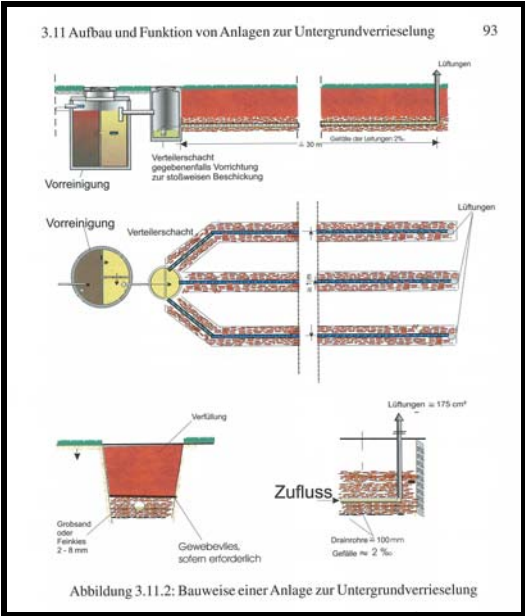 3.11 Aufbau und Funktion von Anlagen zur Untergrundverrieselung 93
Lüftungen
Gefälle der Leitungen 2‰
≙ 30 m
Verteilerschacht
gegebenenfalls Vorrichtung
zur stoßweisen Beschickung
Vorreinigung
Vorreinigung
Verteilerschacht
Lüftungen
Verfüllung
Grobsand
oder
Feinkies
2 - 8 mm
Gewebevlies,
sofern erforderlich
Lüftungen ≙ 175 cm²
Zufluss
Drainrohre ≙ 100mm
Gefälle ≈ 2 ‰
Abbildung 3.11.2: Bauweise einer Anlage zur Untergrundverrieselung